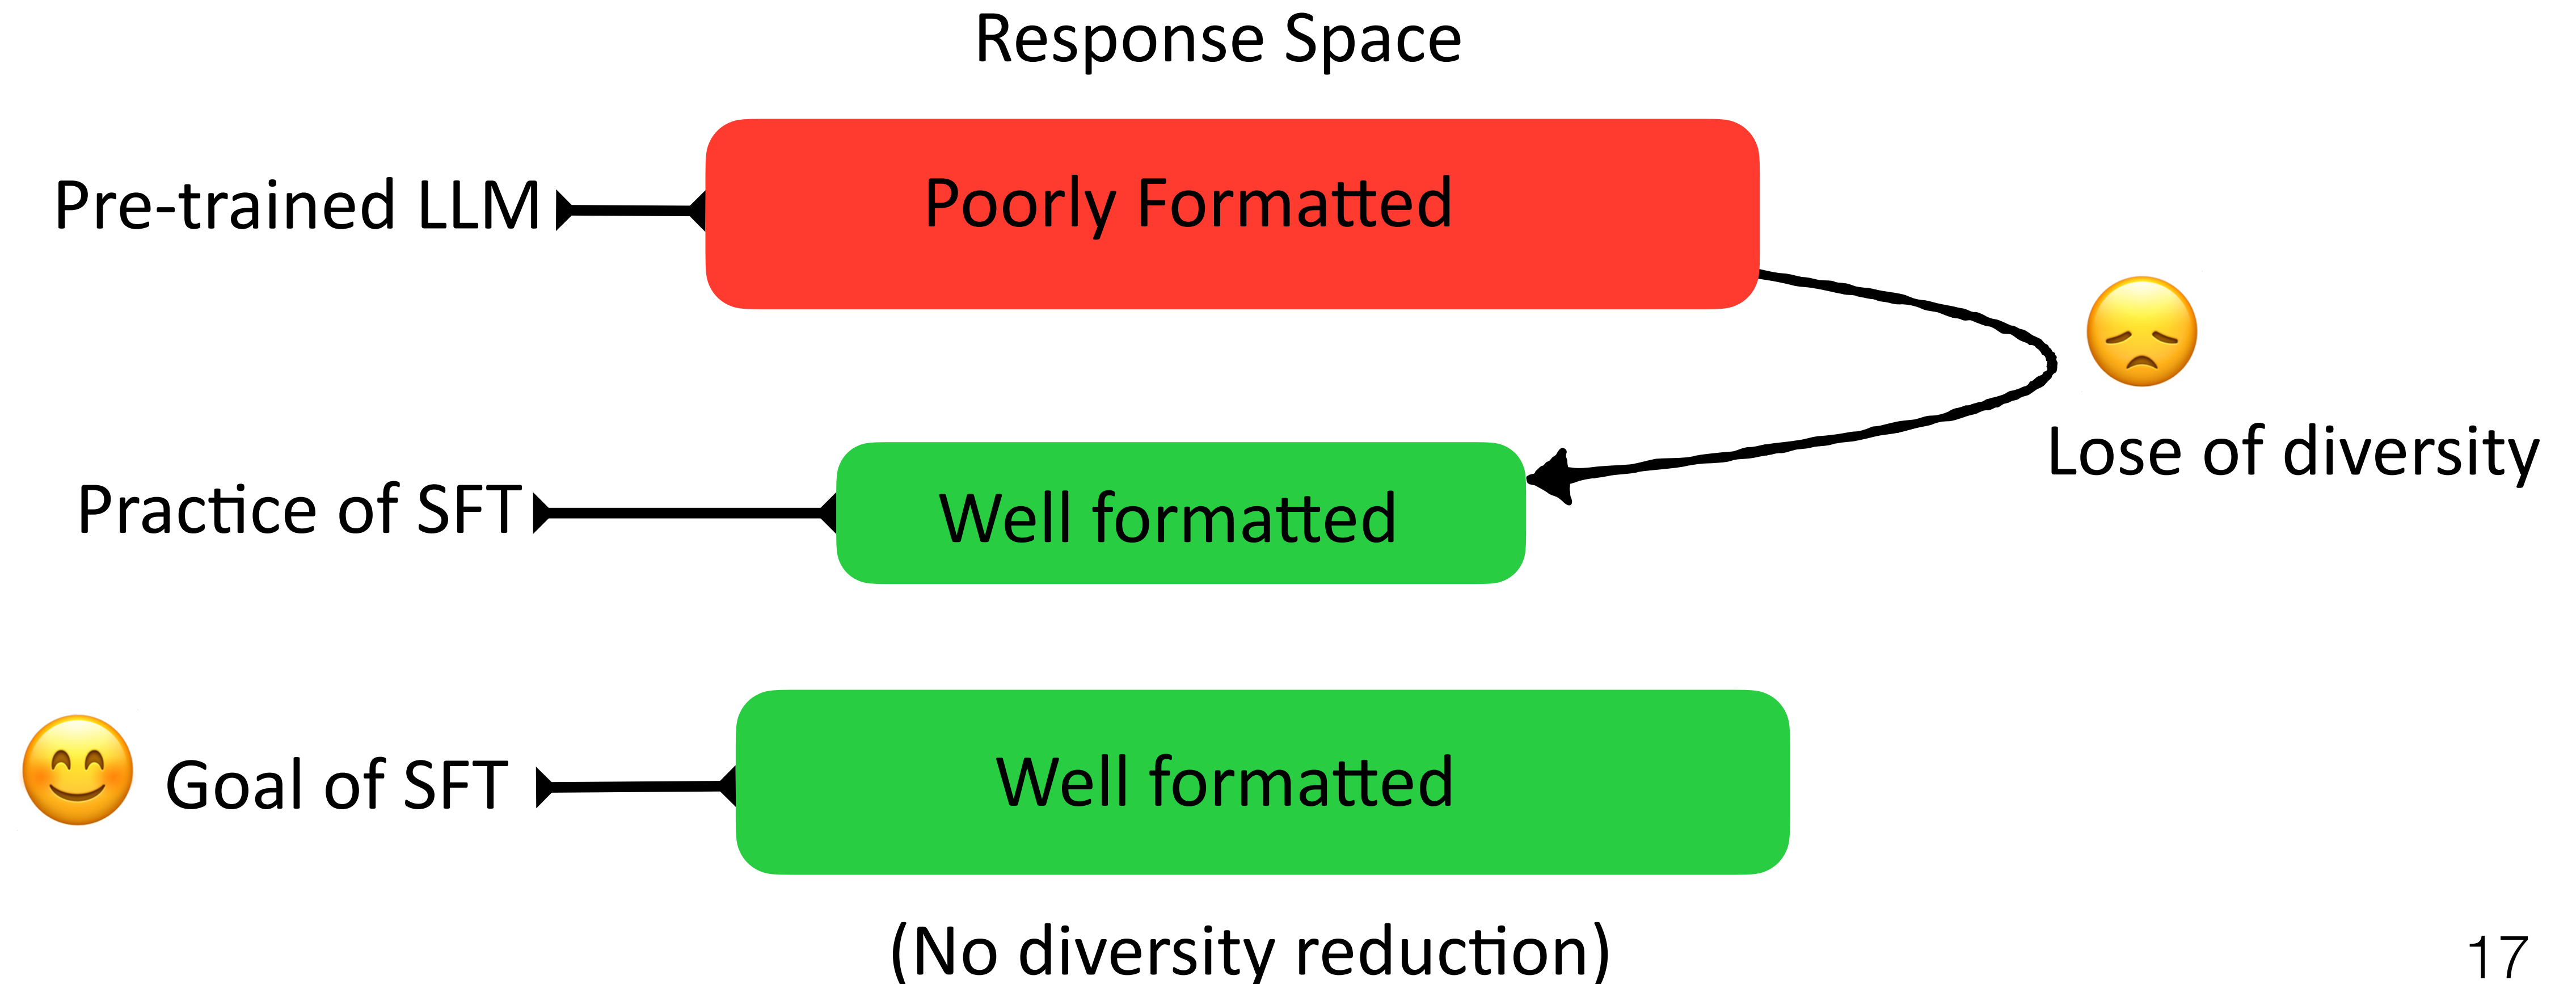 Response Space
Pre-trained LLM
Poorly Formatted
Lose of diversity
Practice of SFT
Well formatted
Goal of SFT
Well formatted
(No diversity reduction)
17